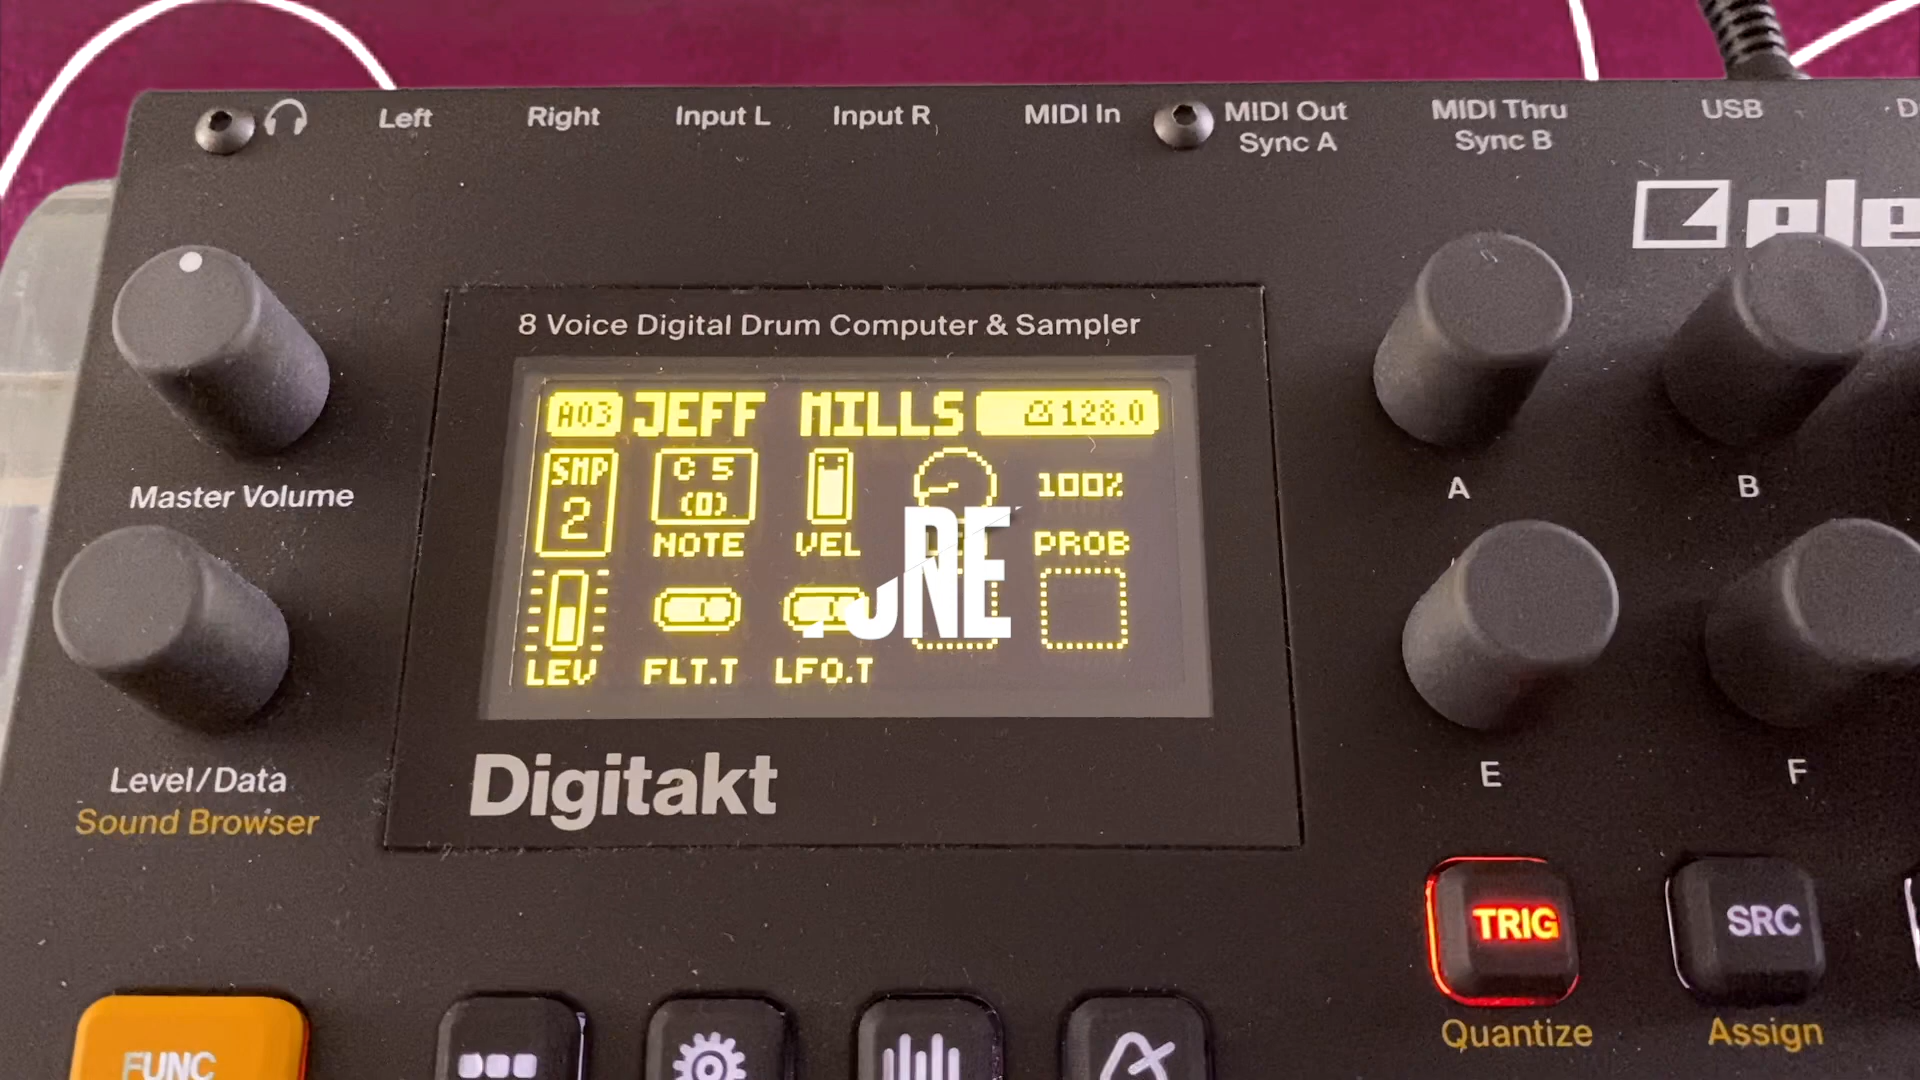 Left
Right
Input L
Input R
MIDI In
MIDI Out
Sync A
MIDI Thru
Sync B
USB
8 Voice Digital Drum Computer & Sampler
A03 JEFF MILLS 128.0
SMP
2
C 5
(0)
100%
NOTE
VEL
PROB
LEV
FLT.T
LFO.T
Digitakt
Master Volume
Level/Data
Sound Browser
A
B
E
F
TRIG
SRC
Quantize
Assign
FUNC